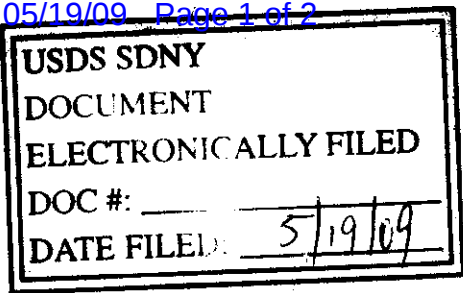 05/19/09 Page 1 of 2
USDS SDNY
DOCUMENT
ELECTRONICALLY FILED
DOC #:
DATE FILED: 5/19/09